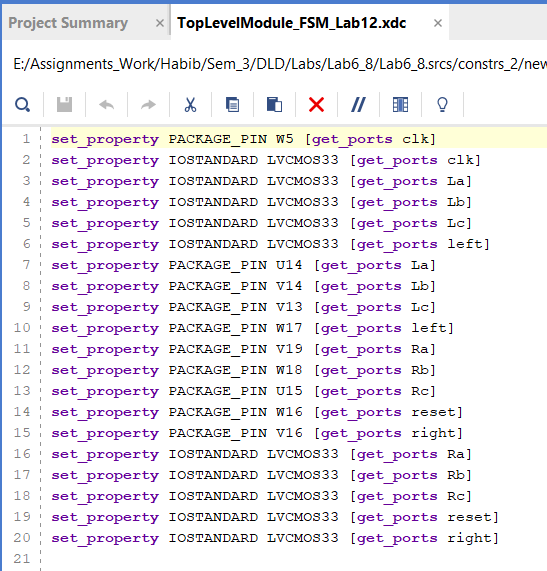 Project Summary × TopLevelModule_FSM_Lab12.xdc ×
E:/Assignments_Work/Habib/Sem_3/DLD/Labs/Lab6_8/Lab6_8.srcs/constrs_2/new
1 set_property PACKAGE_PIN W5 [get_ports clk]
2 set_property IOSTANDARD LVCMOS33 [get_ports clk]
3 set_property IOSTANDARD LVCMOS33 [get_ports La]
4 set_property IOSTANDARD LVCMOS33 [get_ports Lb]
5 set_property IOSTANDARD LVCMOS33 [get_ports Lc]
6 set_property IOSTANDARD LVCMOS33 [get_ports left]
7 set_property PACKAGE_PIN U14 [get_ports La]
8 set_property PACKAGE_PIN V14 [get_ports Lb]
9 set_property PACKAGE_PIN V13 [get_ports Lc]
10 set_property PACKAGE_PIN W17 [get_ports left]
11 set_property PACKAGE_PIN V19 [get_ports Ra]
12 set_property PACKAGE_PIN W18 [get_ports Rb]
13 set_property PACKAGE_PIN U15 [get_ports Rc]
14 set_property PACKAGE_PIN W16 [get_ports reset]
15 set_property PACKAGE_PIN V16 [get_ports right]
16 set_property IOSTANDARD LVCMOS33 [get_ports Ra]
17 set_property IOSTANDARD LVCMOS33 [get_ports Rb]
18 set_property IOSTANDARD LVCMOS33 [get_ports Rc]
19 set_property IOSTANDARD LVCMOS33 [get_ports reset]
20 set_property IOSTANDARD LVCMOS33 [get_ports right]
21